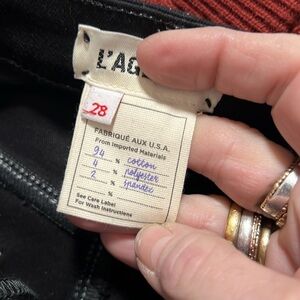 L'AG
28
FABRIQUÉ AUX U.S.A.
From Imported Materials
94 % cotton
4 % polyester
2 % spandex
%
See Care Label
For Wash Instructions